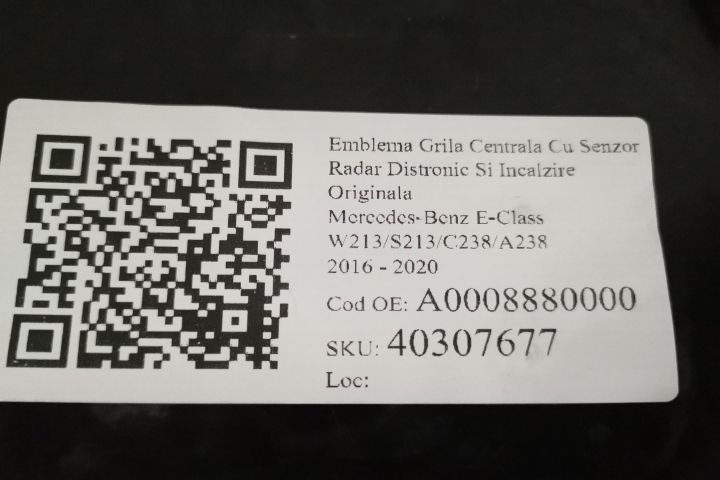 Emblema Grila Centrala Cu Senzor
Radar Distronic Si Incalzire
Originala
Mercedes-Benz E-Class
W213/S213/C238/A238
2016 - 2020
Cod OE: A0008880000
SKU: 40307677
Loc: